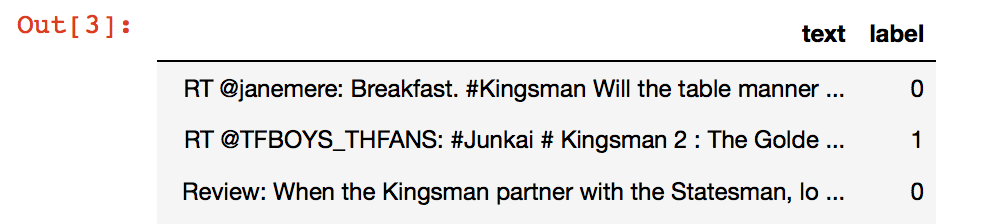 Out[3]:
text label
RT @janemere: Breakfast. #Kingsman Will the table manner ... 0
RT @TFBOYS_THFANS: #Junkai # Kingsman 2 : The Golde ... 1
Review: When the Kingsman partner with the Statesman, lo ... 0